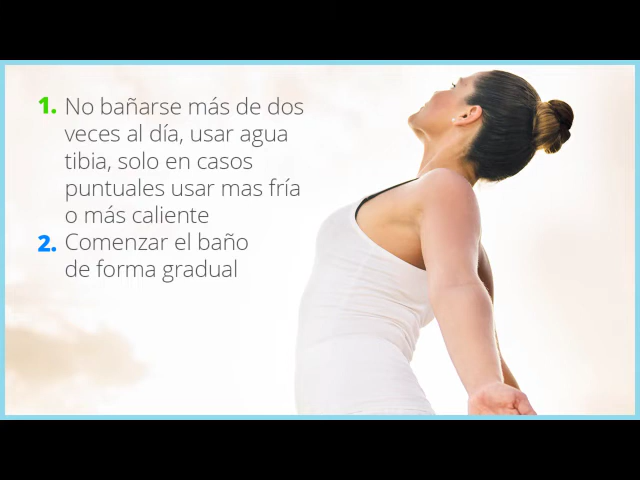 1. No bañarse más de dos
veces al día, usar agua
tibia, solo en casos
puntuales usar mas fría
o más caliente
2. Comenzar el baño
de forma gradual